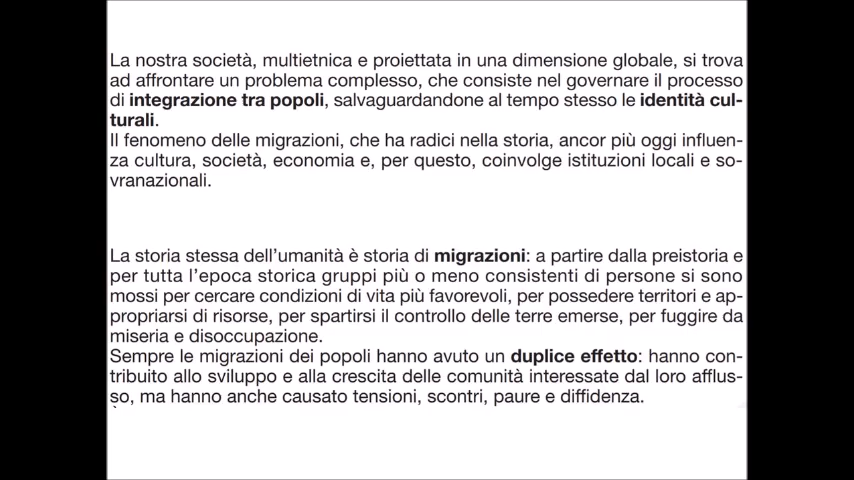 La nostra società, multietnica e proiettata in una dimensione globale, si trova
ad affrontare un problema complesso, che consiste nel governare il processo
di integrazione tra popoli, salvaguardandone al tempo stesso le identità cul-
turali.
Il fenomeno delle migrazioni, che ha radici nella storia, ancor più oggi influen-
za cultura, società, economia e, per questo, coinvolge istituzioni locali e so-
vranazionali.
La storia stessa dell'umanità è storia di migrazioni: a partire dalla preistoria e
per tutta l'epoca storica gruppi più o meno consistenti di persone si sono
mossi per cercare condizioni di vita più favorevoli, per possedere territori e ap-
propriarsi di risorse, per spartirsi il controllo delle terre emerse, per fuggire da
miseria e disoccupazione.
Sempre le migrazioni dei popoli hanno avuto un duplice effetto: hanno con-
tribuito allo sviluppo e alla crescita delle comunità interessate dal loro afflus-
so, ma hanno anche causato tensioni, scontri, paure e diffidenza.